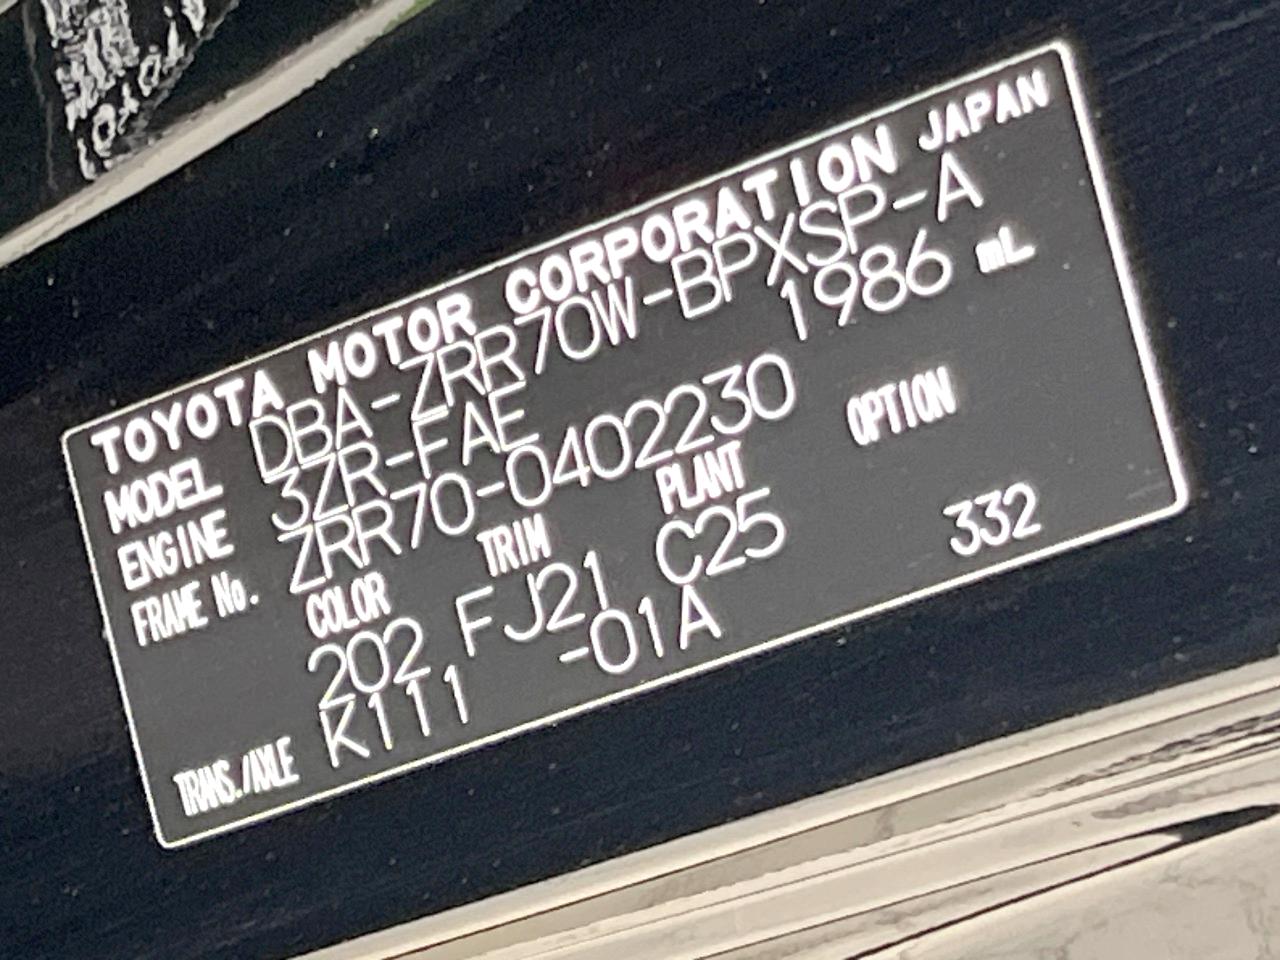 TOYOTA MOTOR CORPORATION JAPAN
MODEL DBA-ZRR70W-BPXSP-A
ENGINE 3ZR-FAE 1986 mL
FRAME No. ZRR70-0402230
COLOR TRIM PLANT OPTION
202 FJ21 C25 332
TRANS./AXLE K111 -01A